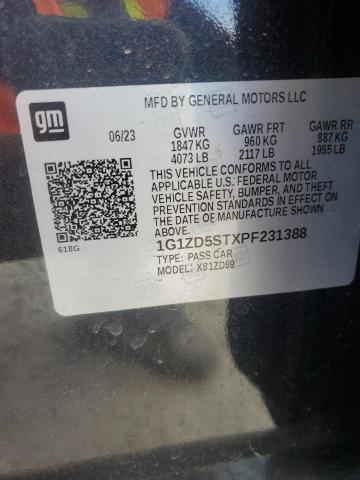 gm
MFD BY GENERAL MOTORS LLC
06/23 GVWR GAWR FRT GAWR RR
1847 KG 960 KG 887 KG
4073 LB 2117 LB 1955 LB
THIS VEHICLE CONFORMS TO ALL
APPLICABLE U.S. FEDERAL MOTOR
VEHICLE SAFETY, BUMPER, AND THEFT
PREVENTION STANDARDS IN EFFECT ON
THE DATE OF MANUFACTURE SHOWN
ABOVE.
618G
1G1ZD5STXPF231388
TYPE: PASS CAR
MODEL: X81ZD69